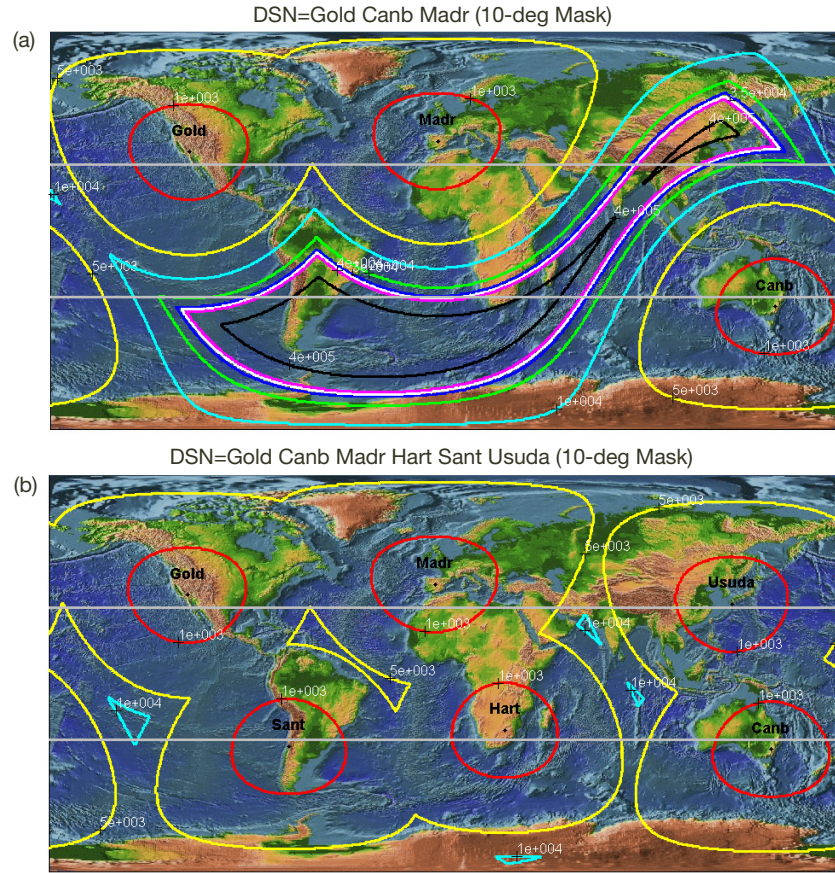 DSN=Gold Canb Madr (10-deg Mask)
(a)
5e+003
1e+003
1e+003
3.5e+004
Gold
Madr
4e+005
1e+004
4e+005
5e+003
Canb
1e+003
4e+005
5e+003
1e+004
DSN=Gold Canb Madr Hart Sant Usuda (10-deg Mask)
(b)
5e+003
5e+003
Gold
Madr
Usuda
1e+003
1e+003
1e+004
1e+003
5e+003
1e+004
1e+003
1e+003
1e+003
1e+004
Sant
Hart
Canb
5e+003
1e+004